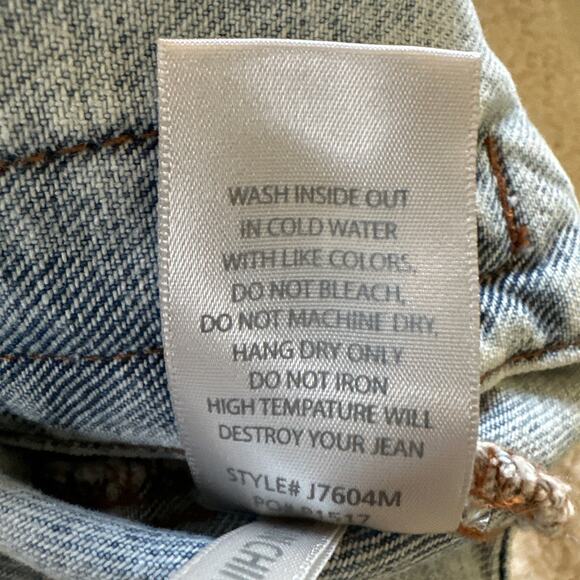 WASH INSIDE OUT
IN COLD WATER
WITH LIKE COLORS,
DO NOT BLEACH,
DO NOT MACHINE DRY,
HANG DRY ONLY
DO NOT IRON
HIGH TEMPATURE WILL
DESTROY YOUR JEAN
STYLE# J7604M